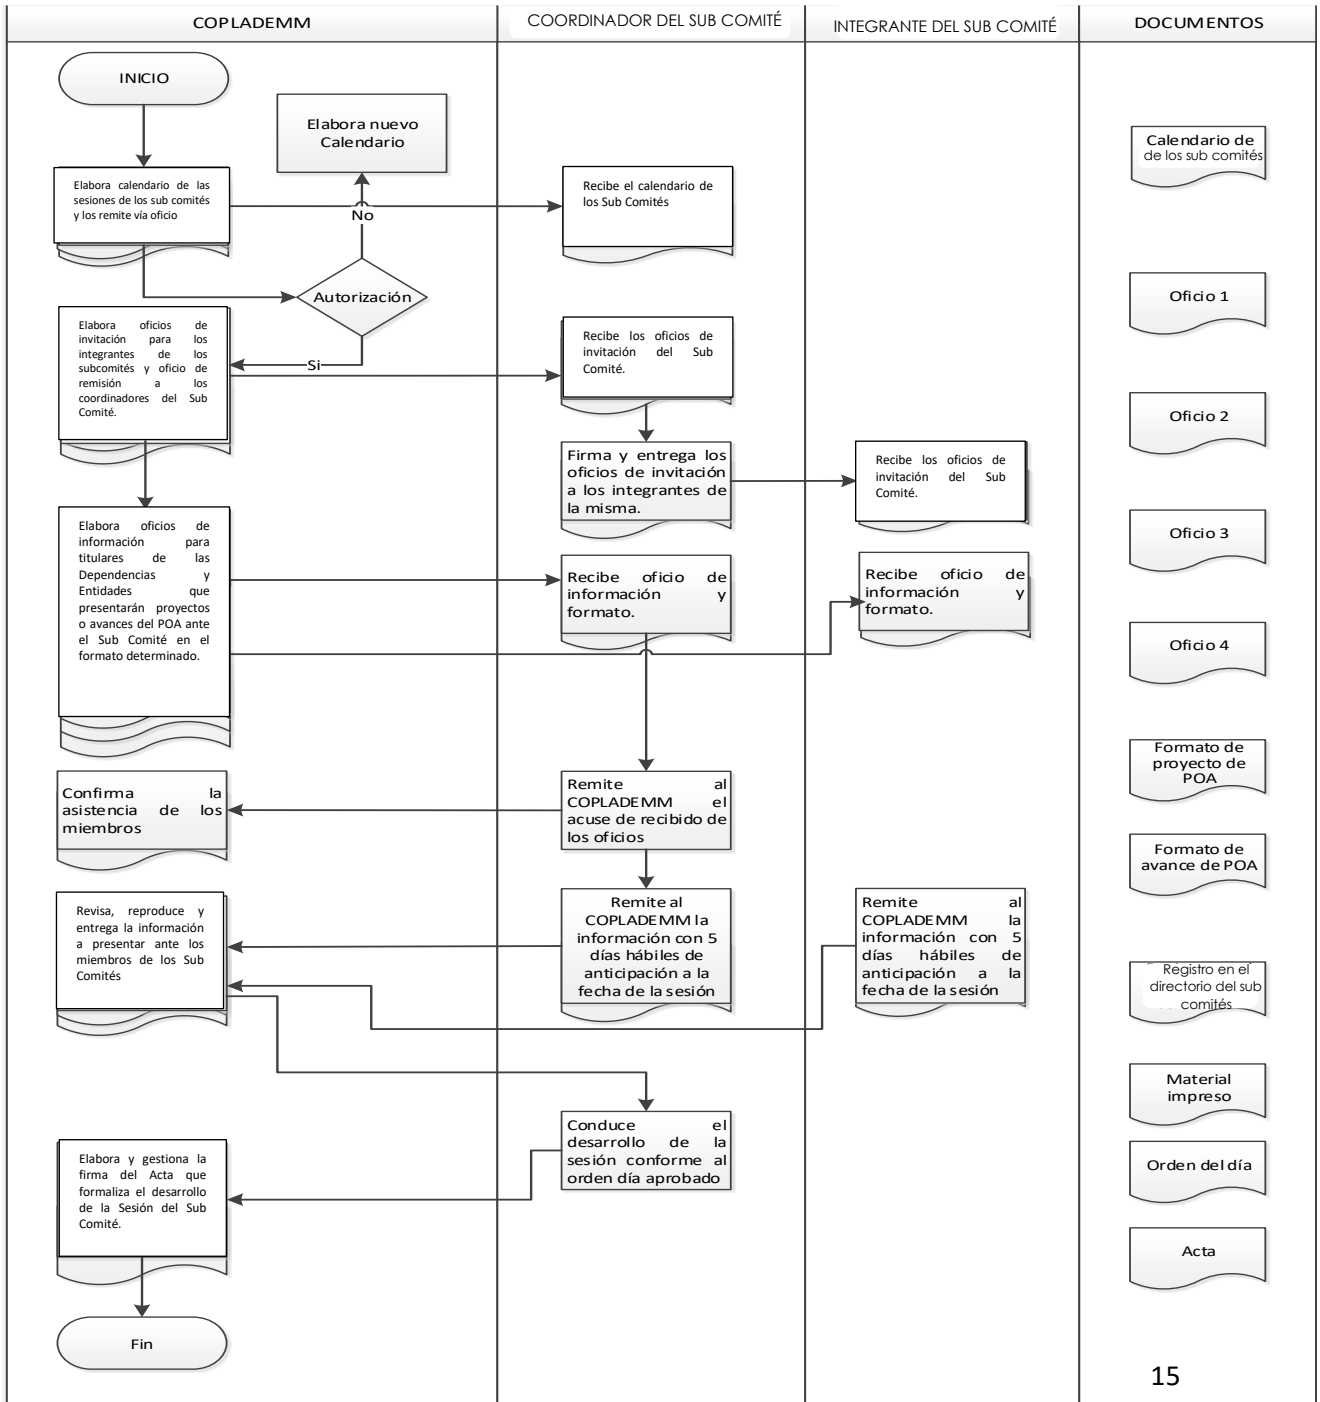 COPLADEMM
COORDINADOR DEL SUB COMITÉ
INTEGRANTE DEL SUB COMITÉ
DOCUMENTOS
INICIO
Elabora nuevo
Calendario
Elabora calendario de las
sesiones de los sub comités
y los remite vía oficio
No
Autorización
Si
Elabora oficios de
invitación para los
integrantes de los
subcomités y oficio de
remisión a los
coordinadores del Sub
Comité.
Elabora oficios de
información para
titulares de las
Dependencias y
Entidades que
presentarán proyectos
o avances del POA ante
el Sub Comité en el
formato determinado.
Confirma la
asistencia de los
miembros
Revisa, reproduce y
entrega la información
a presentar ante los
miembros de los Sub
Comités
Elabora y gestiona la
firma del Acta que
formaliza el desarrollo
de la Sesión del Sub
Comité.
Fin
Recibe el calendario de
los Sub Comités
Recibe los oficios de
invitación del Sub
Comité.
Firma y entrega los
oficios de invitación
a los integrantes de
la misma.
Recibe oficio de
información y
formato.
Remite al
COPLADEMM el
acuse de recibido de
los oficios
Remite al
COPLADEMM la
información con 5
días hábiles de
anticipación a la
fecha de la sesión
Conduce el
desarrollo de la
sesión conforme al
orden día aprobado
Recibe los oficios de
invitación del Sub
Comité.
Recibe oficio de
información y
formato.
Remite al
COPLADEMM la
información con 5
días hábiles de
anticipación a la
fecha de la sesión
Calendario de
de los sub comités
Oficio 1
Oficio 2
Oficio 3
Oficio 4
Formato de
proyecto de
POA
Formato de
avance de POA
Registro en el
directorio del sub
comités
Material
impreso
Orden del día
Acta
15